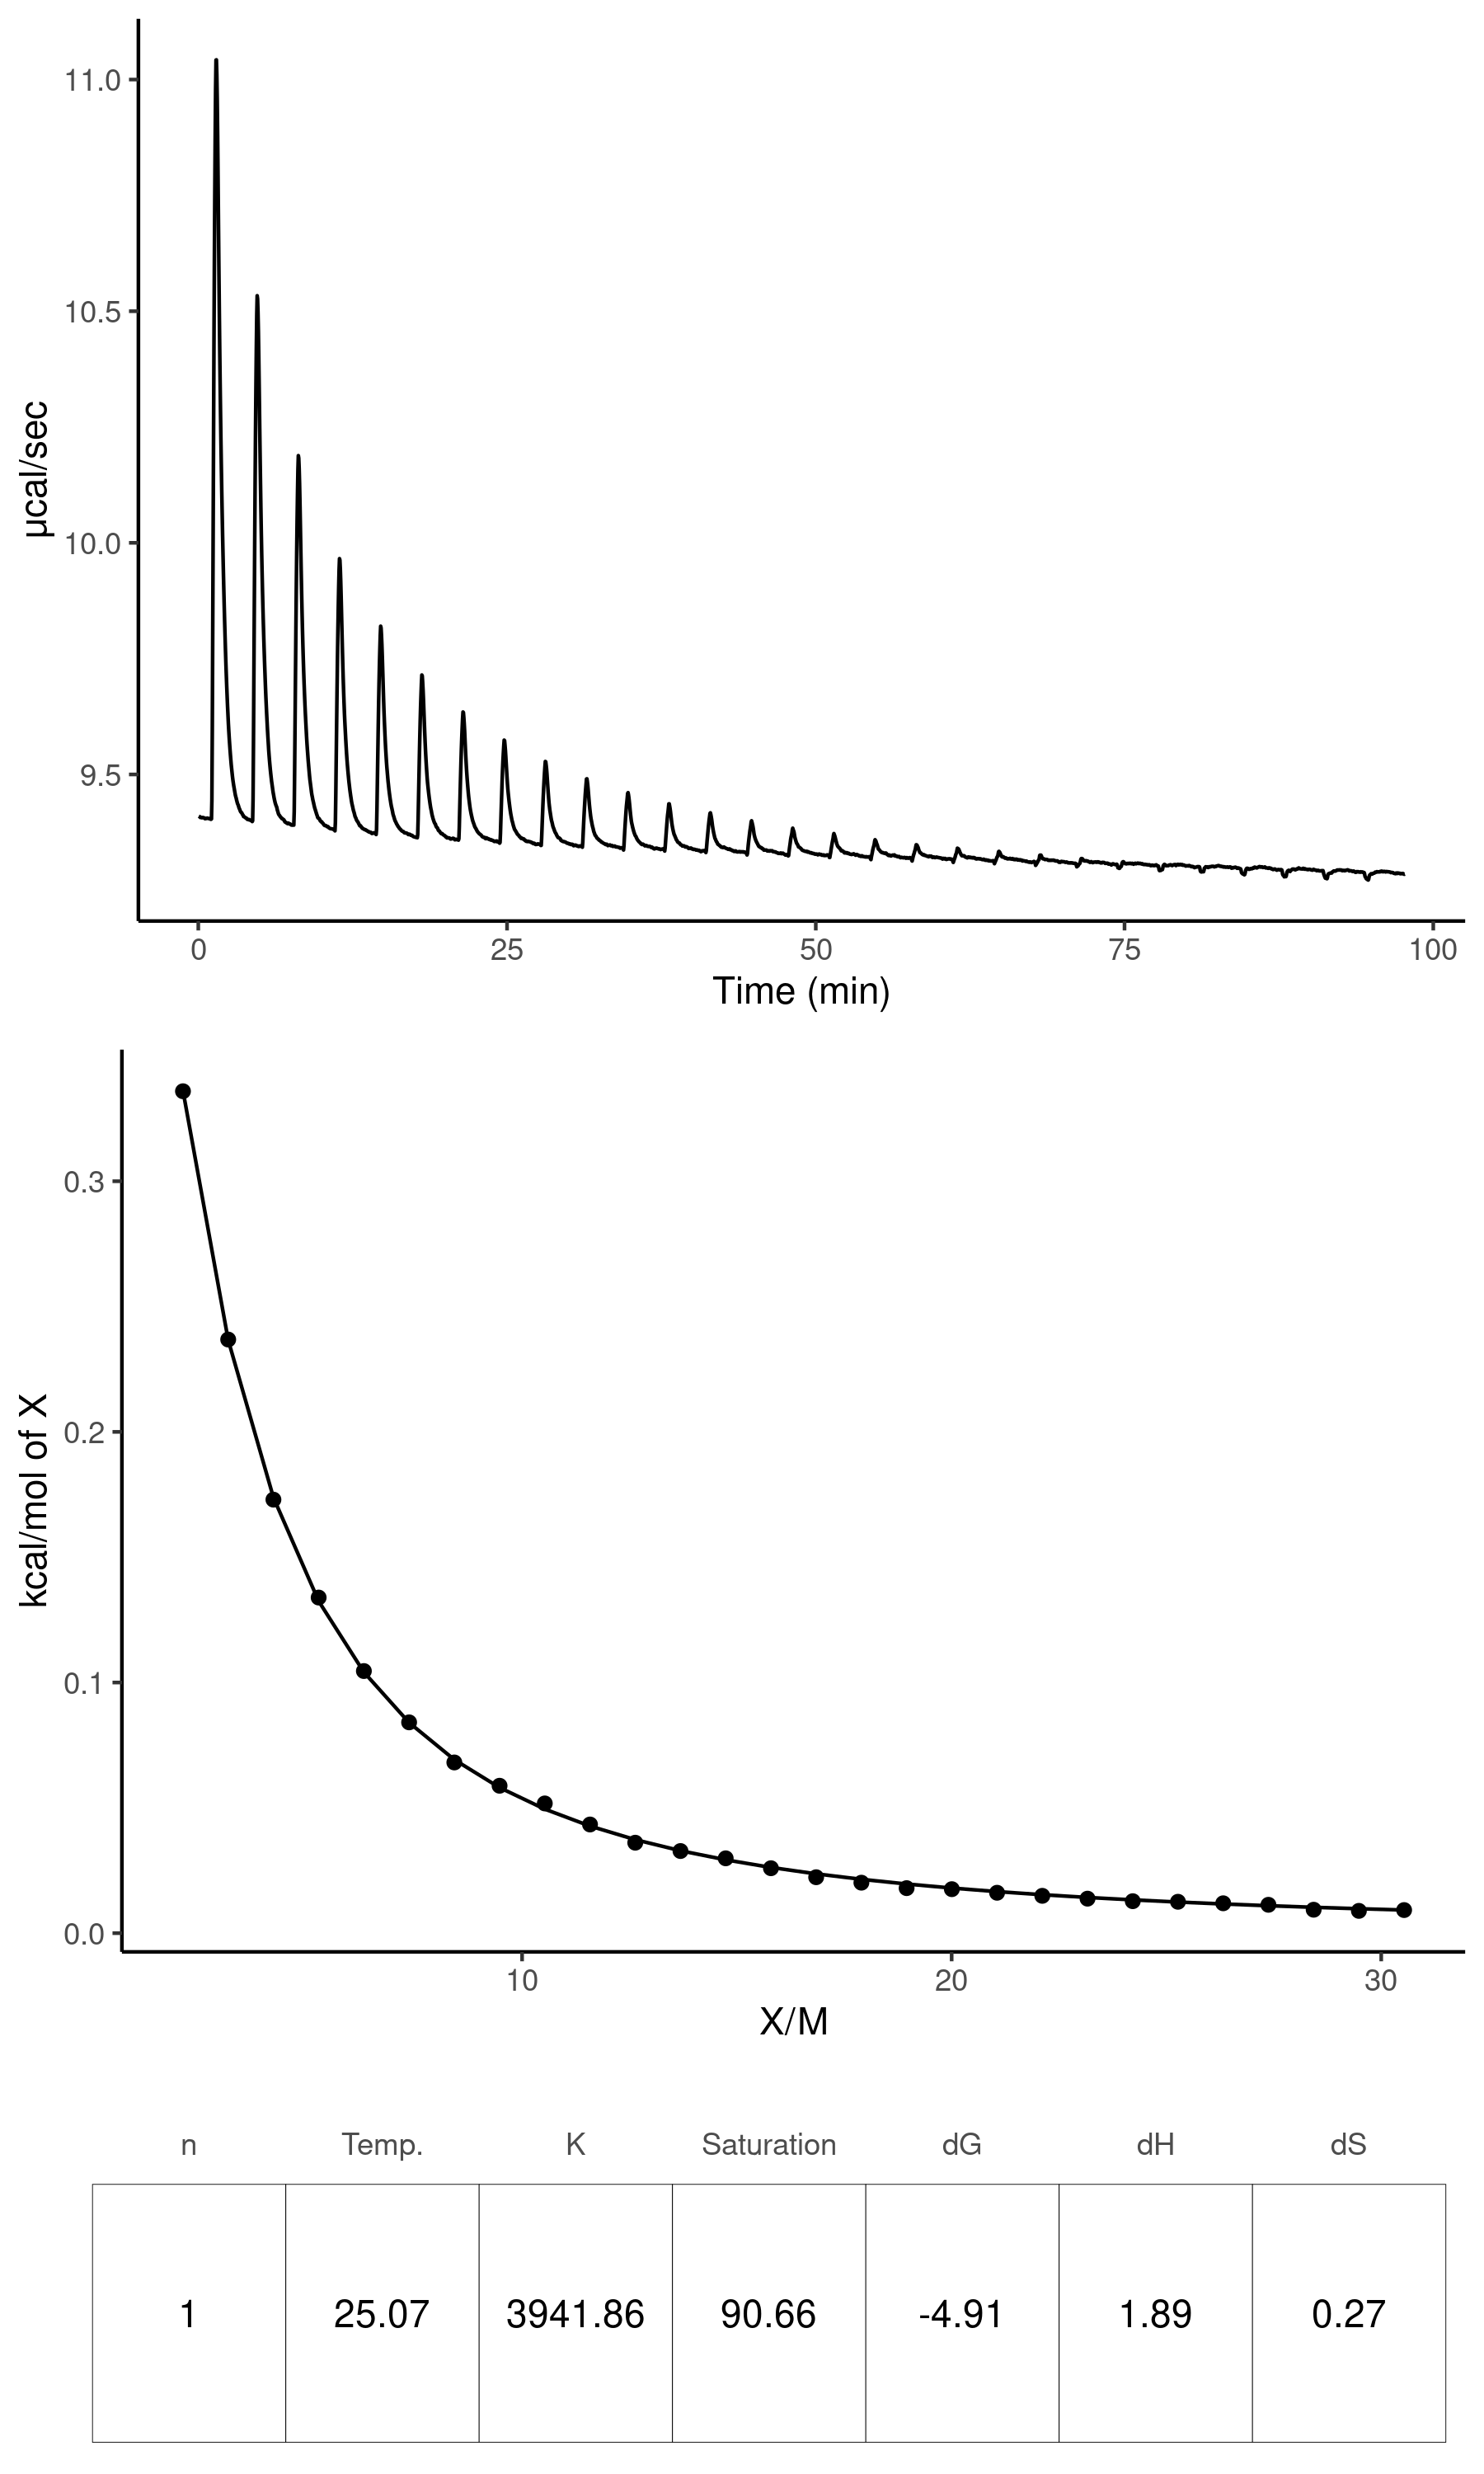 11.0
10.5
10.0
9.5
µcal/sec
0 25 50 75 100
Time (min)
0.3
0.2
0.1
0.0
kcal/mol of X
10 20 30
X/M
n Temp. K Saturation dG dH dS
1 25.07 3941.86 90.66 -4.91 1.89 0.27